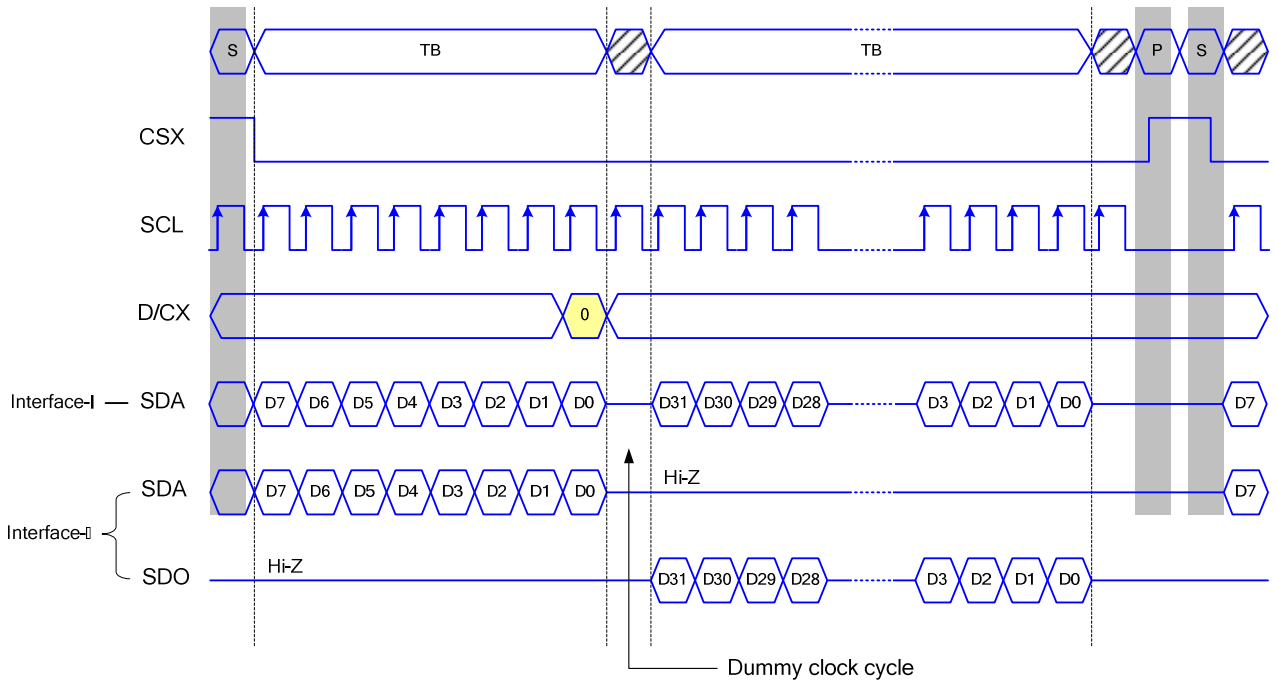 S TB TB P S
CSX
SCL
D/CX 0
Interface-I SDA D7 D6 D5 D4 D3 D2 D1 D0 D31 D30 D29 D28 D3 D2 D1 D0 D7
SDA D7 D6 D5 D4 D3 D2 D1 D0 Hi-Z D7
Interface-▯
SDO Hi-Z D31 D30 D29 D28 D3 D2 D1 D0
Dummy clock cycle